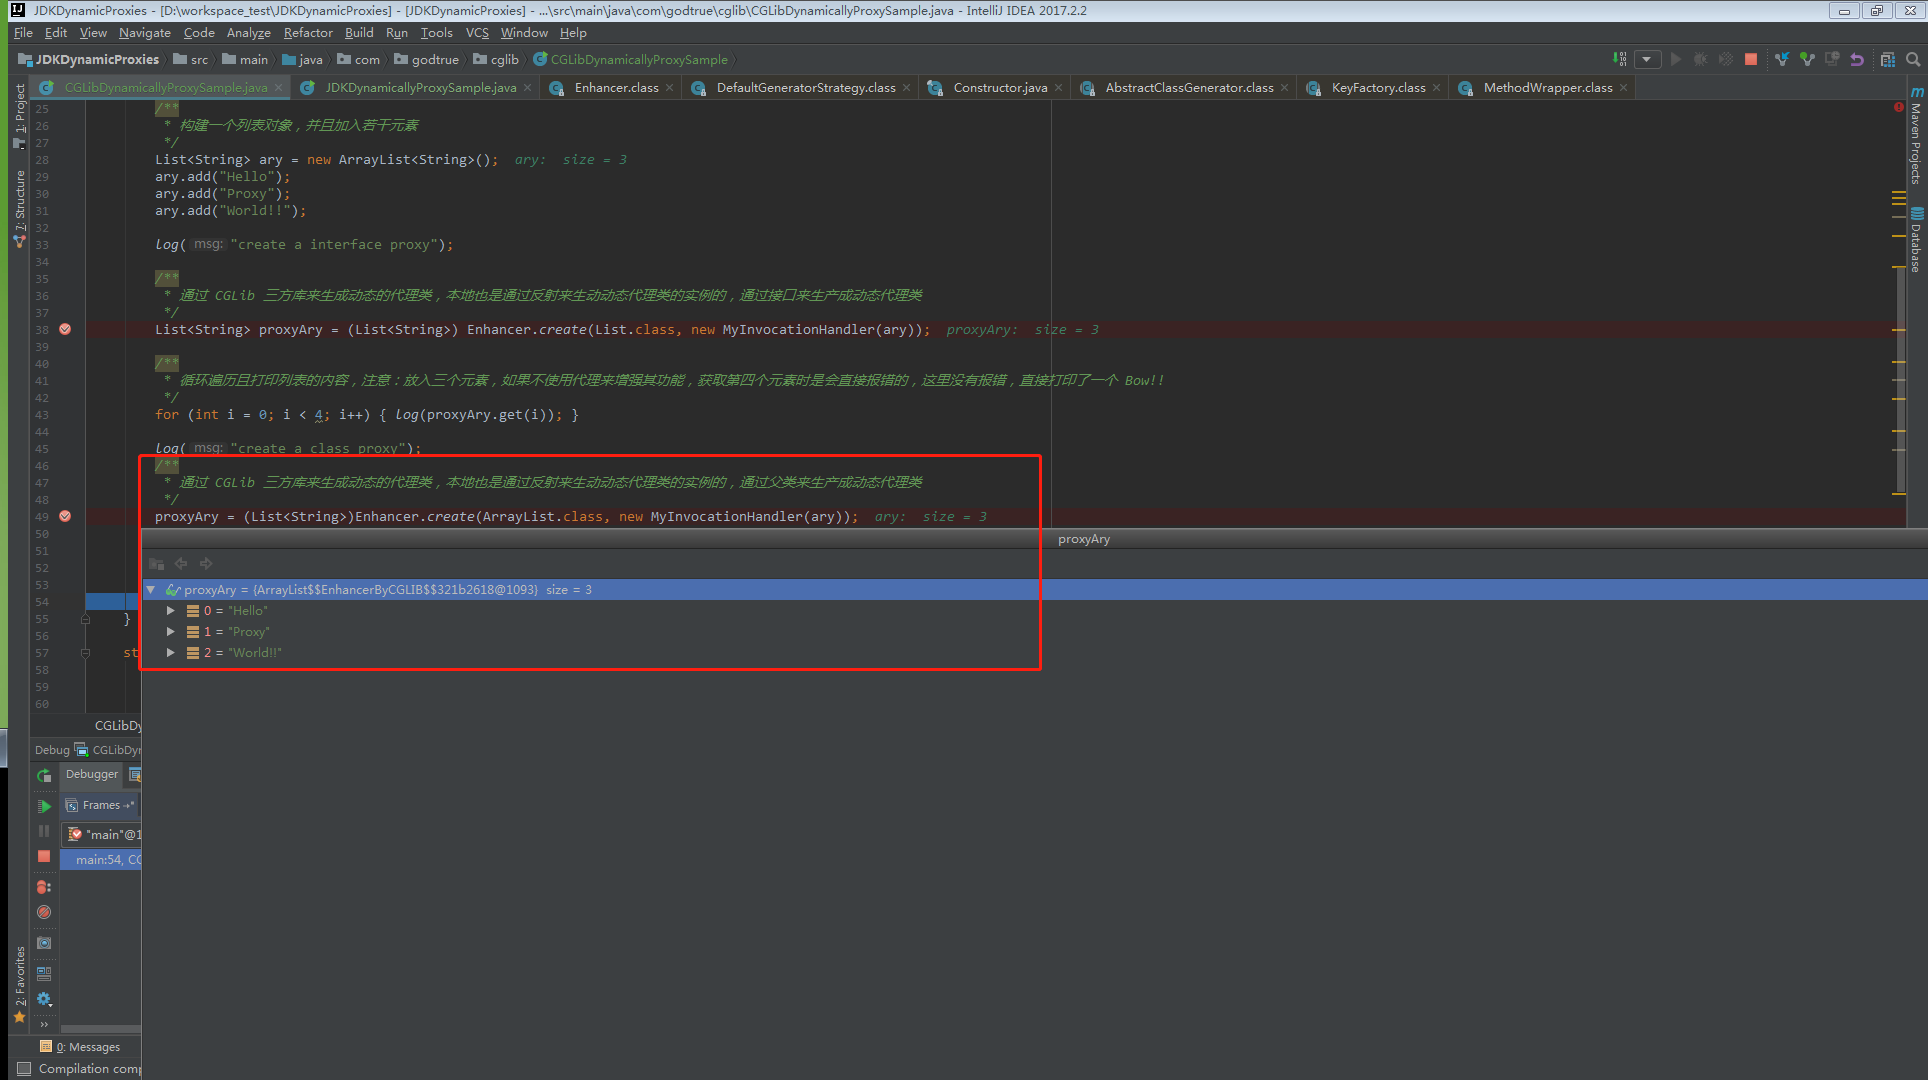 JDKDynamicProxies - [D:\workspace_test\JDKDynamicProxies] - [JDKDynamicProxies] - ...\src\main\java\com\godtrue\cglib\CGLibDynamicallyProxySample.java - IntelliJ IDEA 2017.2.2
File Edit View Navigate Code Analyze Refactor Build Run Tools VCS Window Help
JDKDynamicProxies src main java com godtrue cglib CGLibDynamicallyProxySample
CGLibDynamicallyProxySample.java JDKDynamicallyProxySample.java Enhancer.class DefaultGeneratorStrategy.class Constructor.java AbstractClassGenerator.class KeyFactory.class MethodWrapper.class
1: Project
7: Structure
2: Favorites
Maven Projects
Database
25 /**
26 * 构建一个列表对象，并且加入若干元素
27 */
28 List<String> ary = new ArrayList<String>(); ary: size = 3
29 ary.add("Hello");
30 ary.add("Proxy");
31 ary.add("World!!");
32
33 log( msg: "create a interface proxy");
34
35 /**
36 * 通过 CGLib 三方库来生成动态的代理类，本地也是通过反射来生动动态代理类的实例的，通过接口来生产成动态代理类
37 */
38 List<String> proxyAry = (List<String>) Enhancer.create(List.class, new MyInvocationHandler(ary)); proxyAry: size = 3
39
40 /**
41 * 循环遍历且打印列表的内容，注意：放入三个元素，如果不使用代理来增强其功能，获取第四个元素时是会直接报错的，这里没有报错，直接打印了一个 Bow!!
42 */
43 for (int i = 0; i < 4; i++) { log(proxyAry.get(i)); }
44
45 log( msg: "create a class proxy");
46 /**
47 * 通过 CGLib 三方库来生成动态的代理类，本地也是通过反射来生动动态代理类的实例的，通过父类来生产成动态代理类
48 */
49 proxyAry = (List<String>)Enhancer.create(ArrayList.class, new MyInvocationHandler(ary)); ary: size = 3
50
51
52
53
54
55 }
56
57 st
58
59
60
proxyAry
proxyAry = {ArrayList$$EnhancerByCGLIB$$321b2618@1093} size = 3
0 = "Hello"
1 = "Proxy"
2 = "World!!"
CGLibDy
Debug CGLibDyn
Debugger
Frames
"main"@1
main:54, CG
0: Messages
Compilation comp